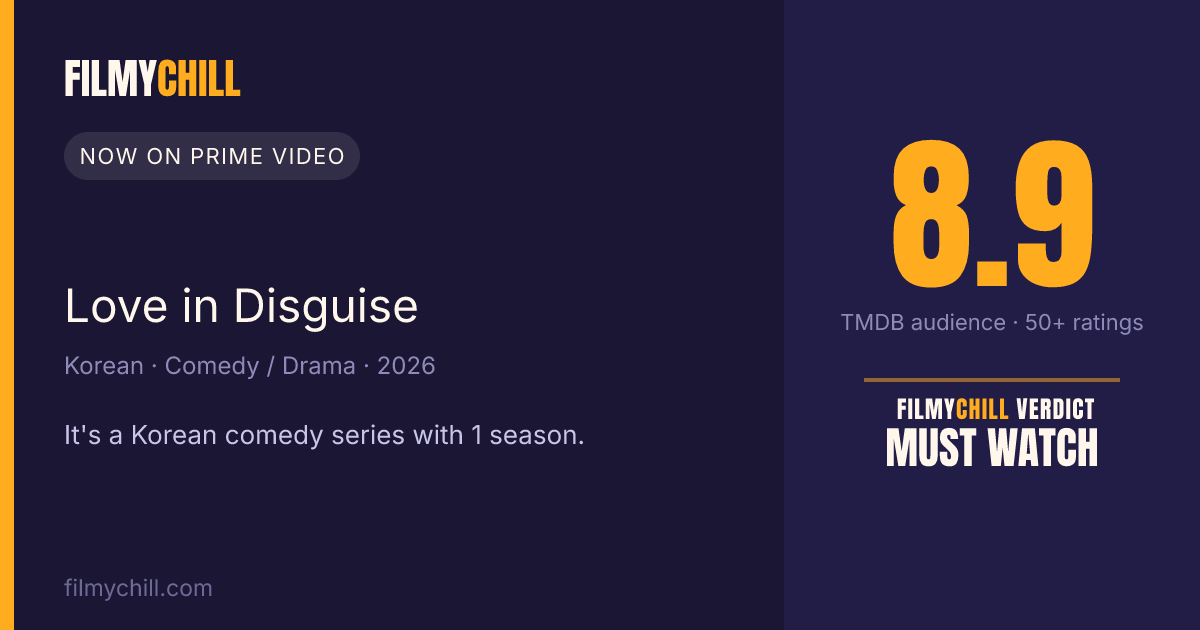 FILMYCHILL
NOW ON PRIME VIDEO
Love in Disguise
Korean · Comedy / Drama · 2026
It's a Korean comedy series with 1 season.
filmychill.com
8.9
TMDB audience · 50+ ratings
FILMYCHILL VERDICT
MUST WATCH